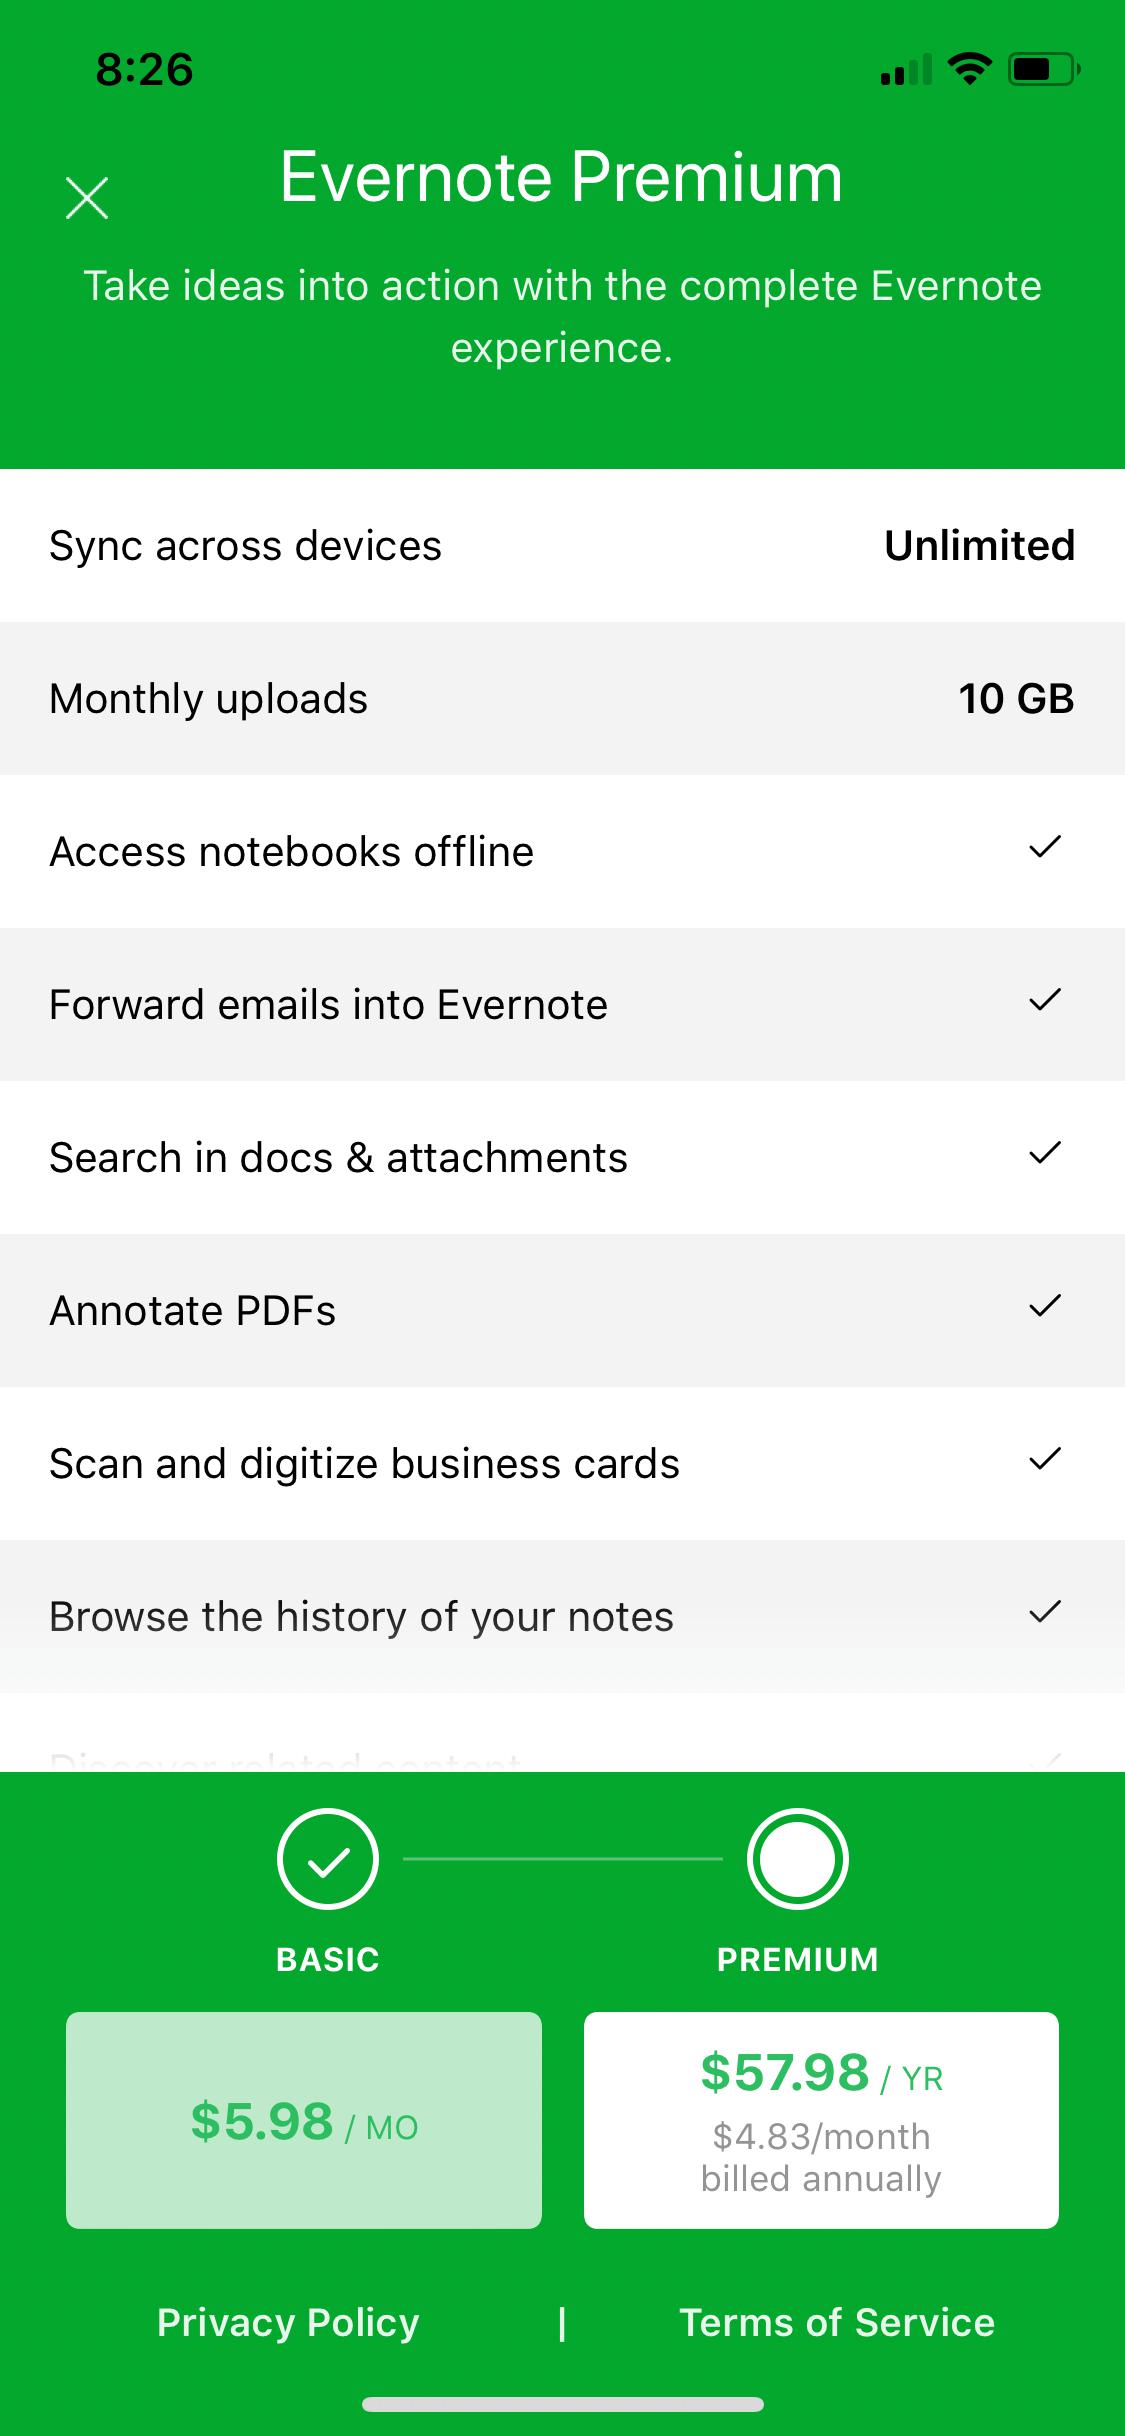 8:26
Evernote Premium
Take ideas into action with the complete Evernote
experience.
Sync across devices Unlimited
Monthly uploads 10 GB
Access notebooks offline
Forward emails into Evernote
Search in docs & attachments
Annotate PDFs
Scan and digitize business cards
Browse the history of your notes
Discover related content
BASIC PREMIUM
$5.98 / MO
$57.98 / YR
$4.83/month
billed annually
Privacy Policy | Terms of Service